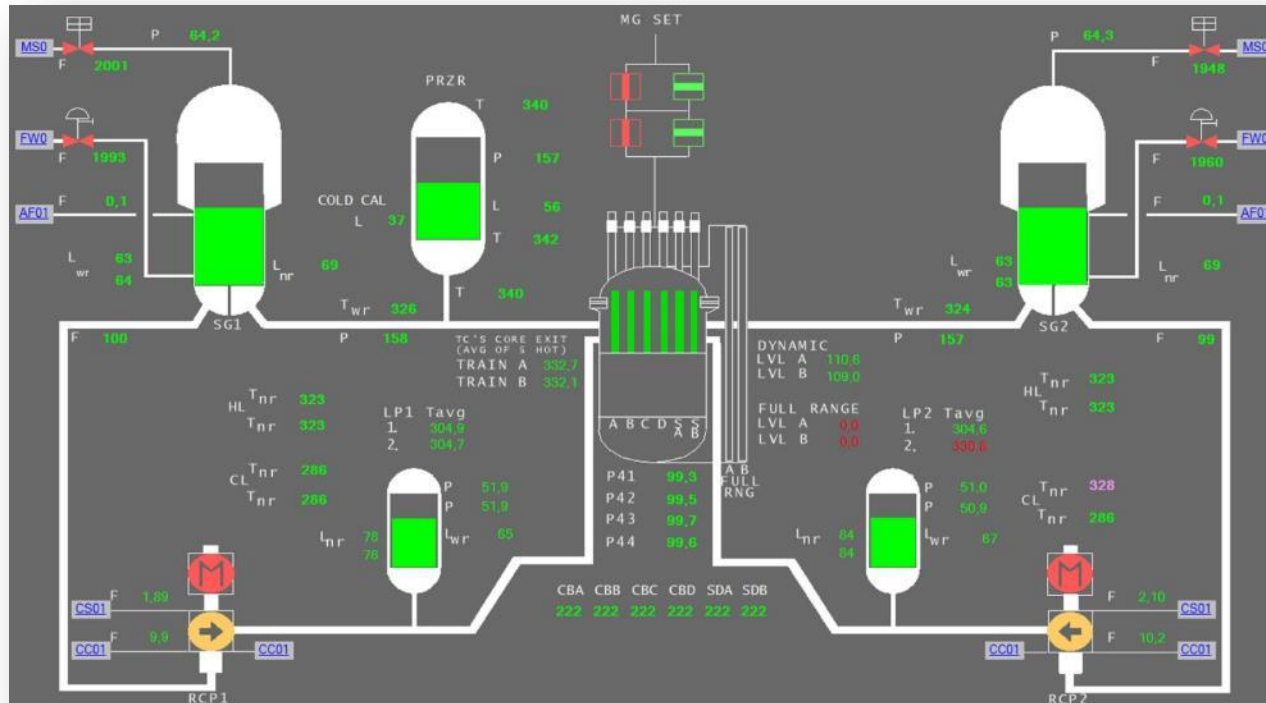 MG SET
MS0
P 64,2
F 2001
P 64,3
F 1948
MS0
PRZR
T 340
FW0
F 1993
P 157
FW0
F 1960
COLD CAL
L 37
L 56
T 342
AF01
F 0,1
F 0,1
AF01
L wr 63
64
L nr 69
L wr 63
63
L nr 69
T 340
T wr 326
T wr 324
SG1
SG2
F 100
P 158
P 157
F 99
TC'S CORE EXIT
(AVG OF 5 HOT)
TRAIN A 332,7
TRAIN B 332,1
DYNAMIC
LVL A 110,6
LVL B 109,0
HL T nr 323
T nr 323
HL T nr 323
T nr 323
LP1 Tavg
1. 304,9
2. 304,7
FULL RANGE
LVL A 0,0
LVL B 0,0
LP2 Tavg
1. 304,6
2. 330,8
A B C D S S
A B
A B
FULL
RNG
CL T nr 286
T nr 286
P 51,9
P 51,9
L nr 78
76
L wr 65
P41 99,3
P42 99,5
P43 99,7
P44 99,6
P 51,0
P 50,9
L nr 84
84
L wr 67
CL T nr 328
T nr 286
M
M
CBA CBB CBC CBD SDA SDB
222 222 222 222 222 222
CS01
F 1,89
F 2,10
CS01
CC01
F 9,9
CC01
CC01
F 10,2
CC01
RCP1
RCP2